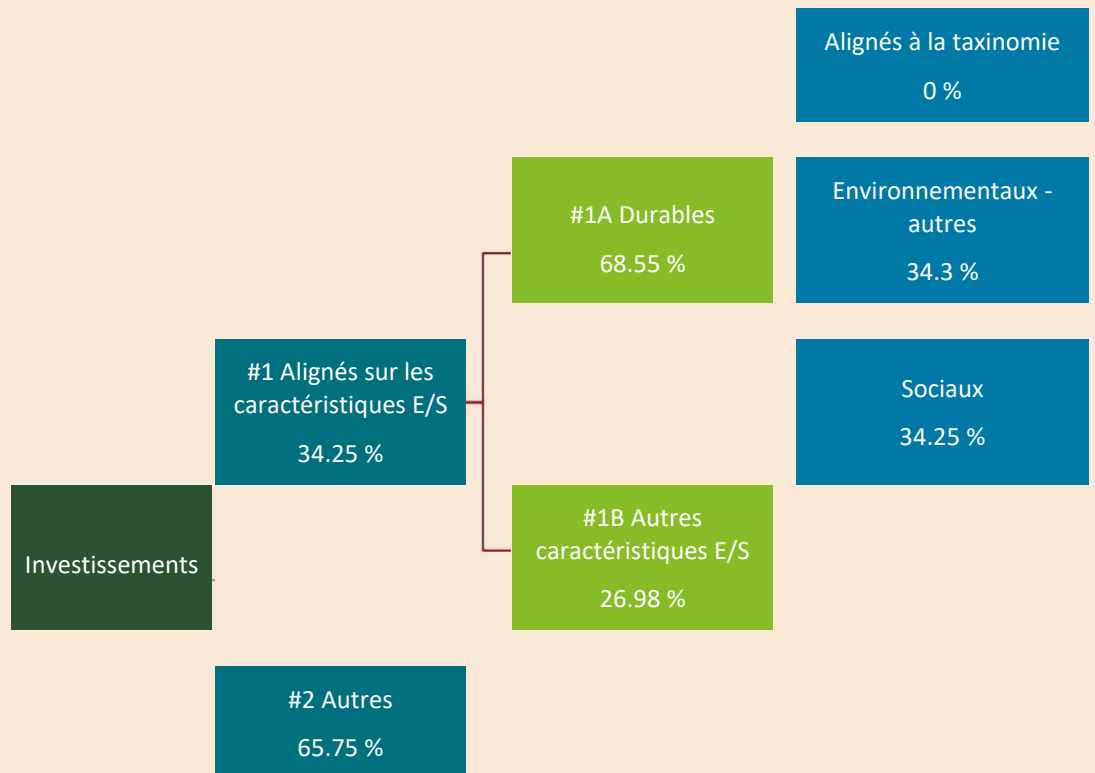 Alignés à la taxinomie
0 %
#1A Durables
68.55 %
Environnementaux -
autres
34.3 %
#1 Alignés sur les
caractéristiques E/S
34.25 %
Sociaux
34.25 %
Investissements
#1B Autres
caractéristiques E/S
26.98 %
#2 Autres
65.75 %